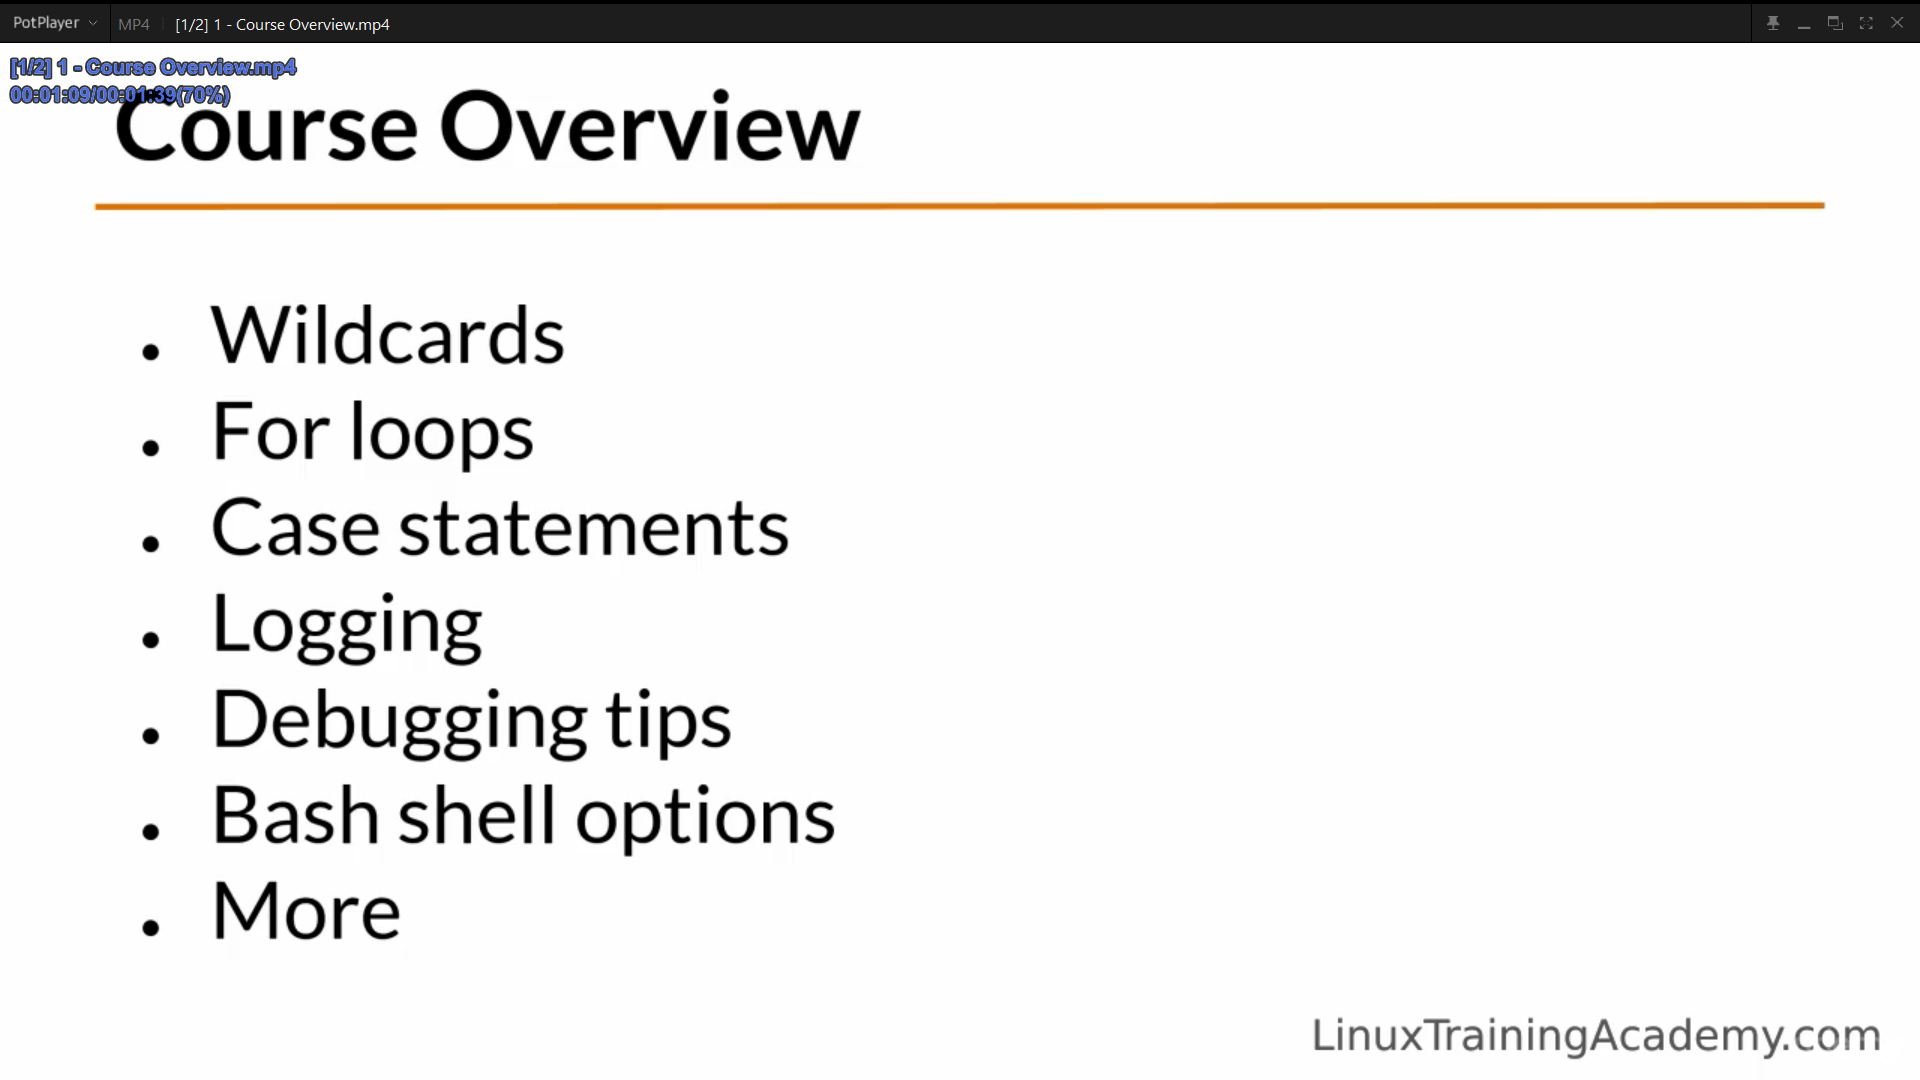 PotPlayer MP4 [1/2] 1 - Course Overview.mp4
[1/2] 1 - Course Overview.mp4
00:01:09/00:01:39(70%)
Course Overview
• Wildcards
• For loops
• Case statements
• Logging
• Debugging tips
• Bash shell options
• More
LinuxTrainingAcademy.com